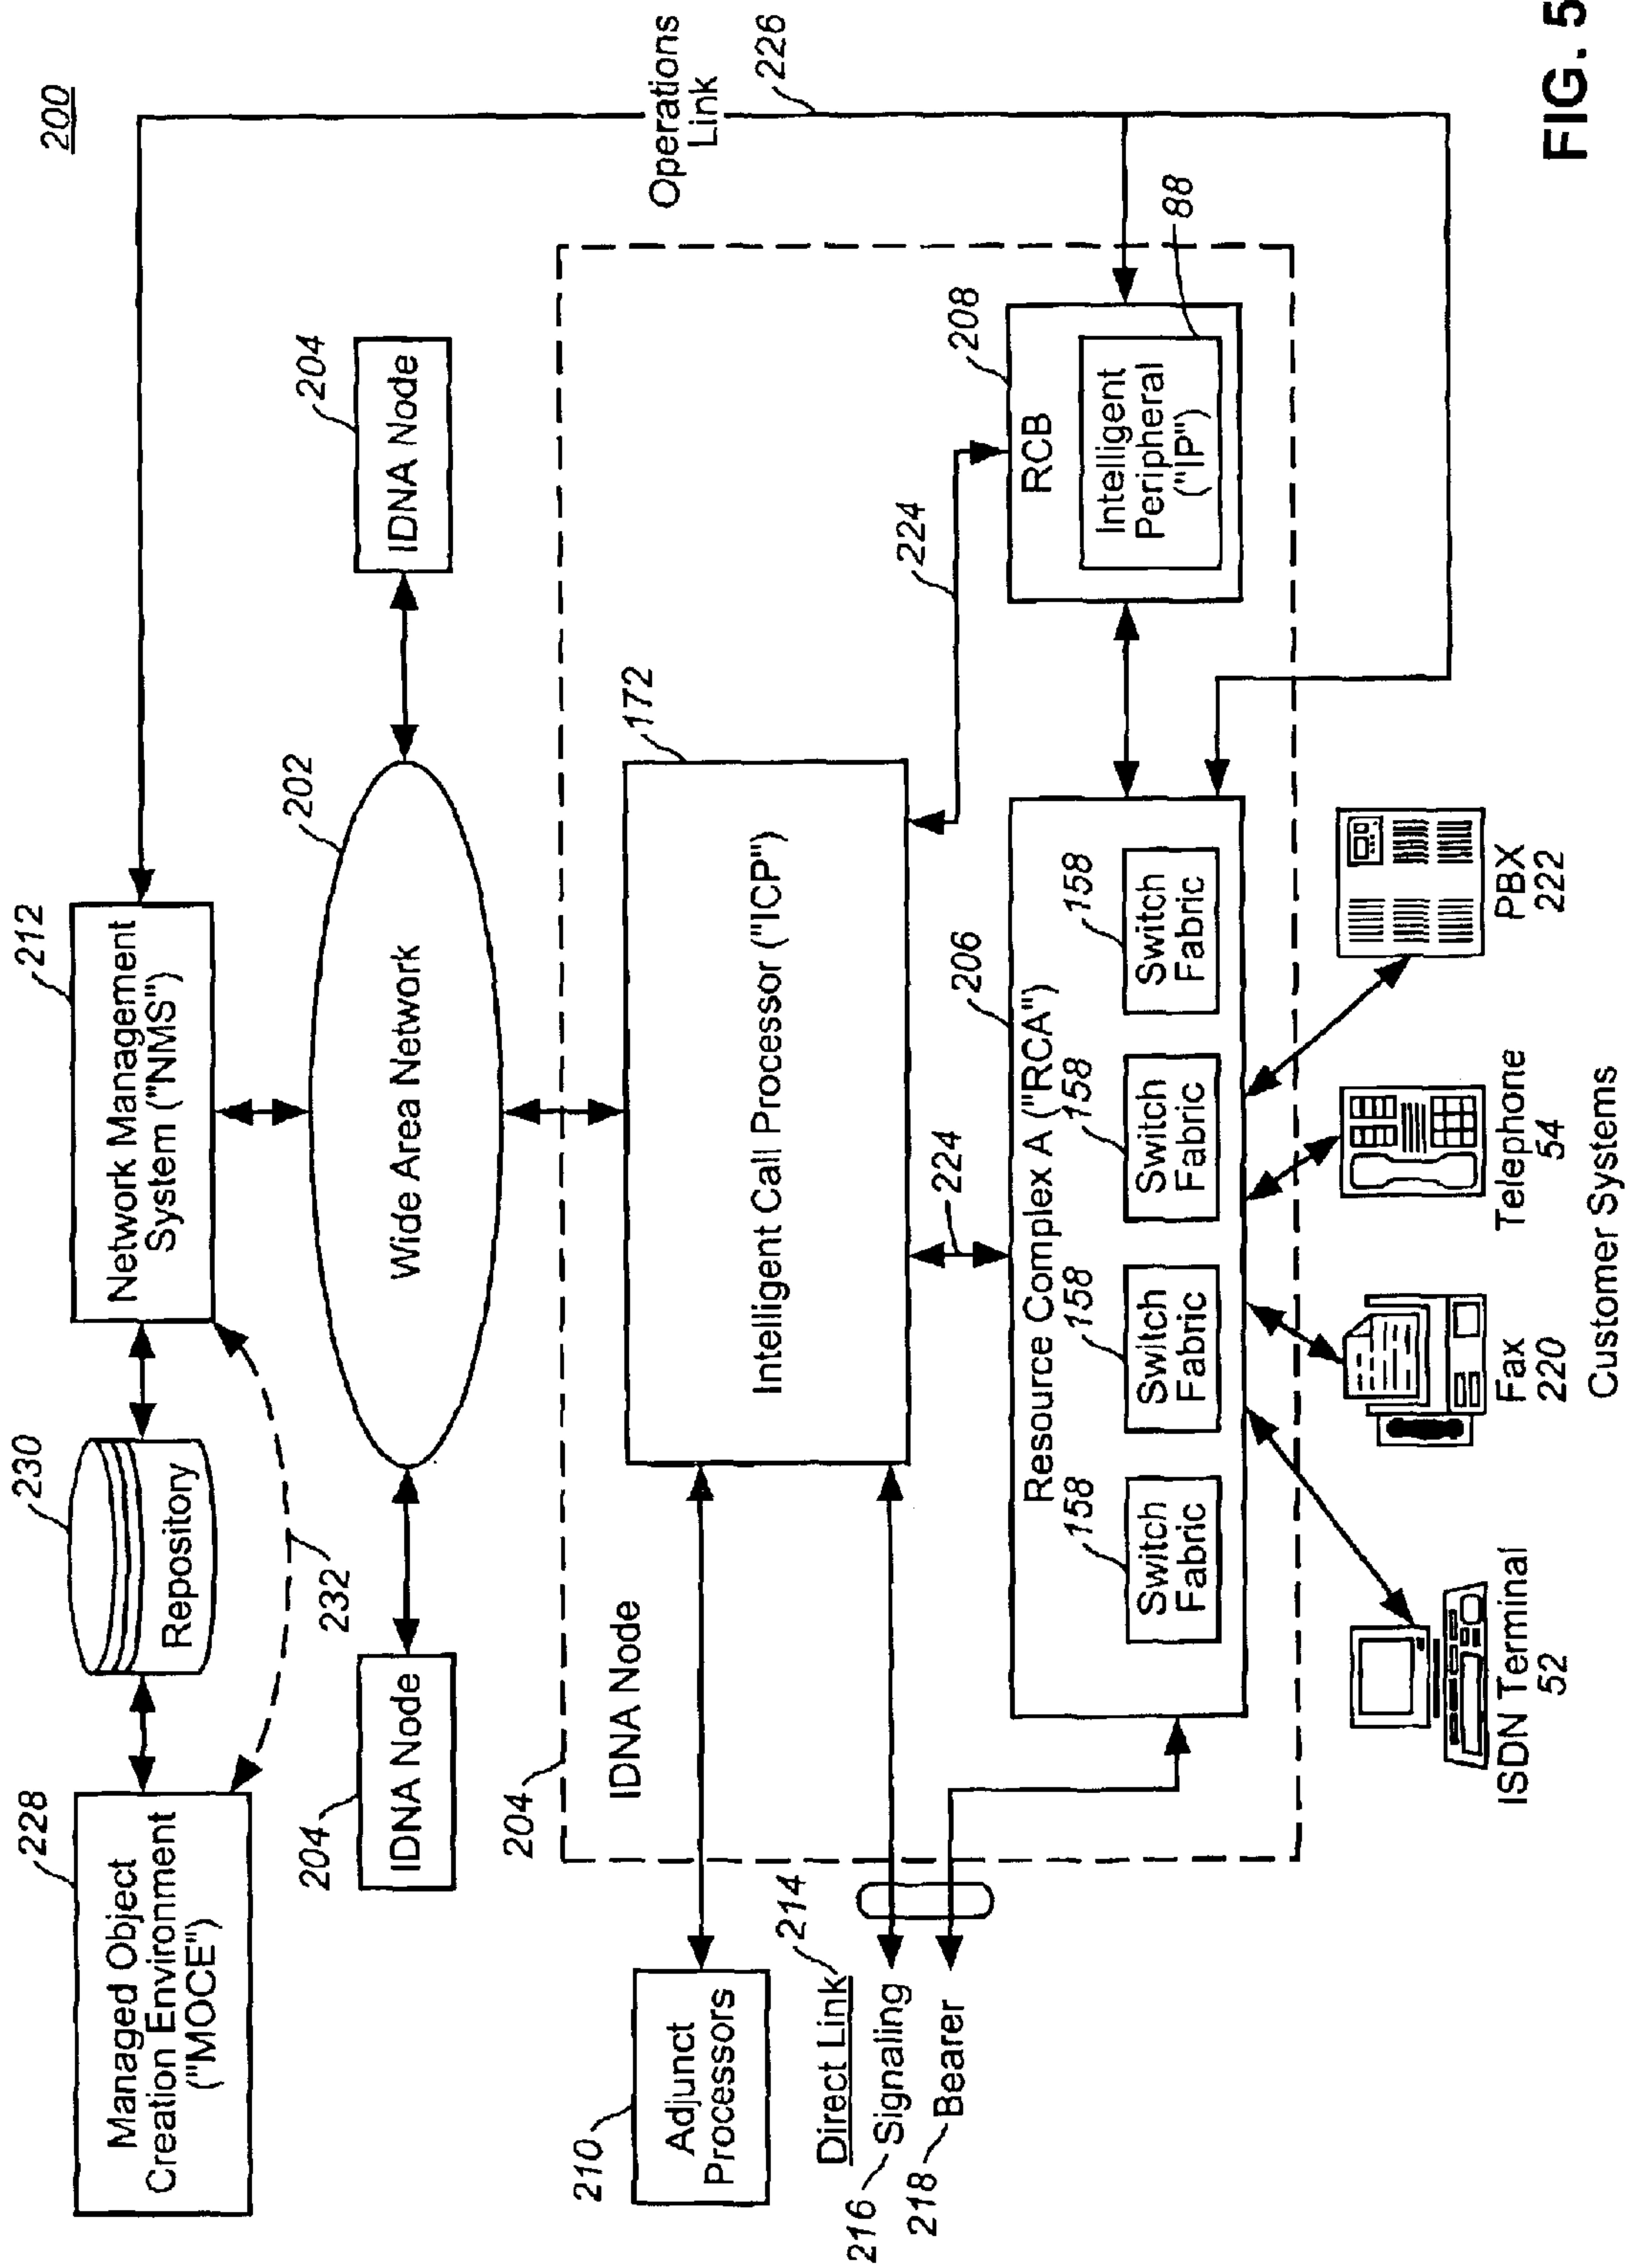 200
228
Managed Object
Creation Environment
("MOCE")
230
Repository
212
Network Management
System ("NMS")
232
204
IDNA Node
202
Wide Area Network
204
IDNA Node
Operations
Link
226
204
IDNA Node
210
Adjunct
Processors
172
Intelligent Call Processor ("ICP")
Direct Link
214
216
Signaling
218
Bearer
224
224
208
RCB
Intelligent
Peripheral
("IP")
88
206
Resource Complex A ("RCA")
158
Switch
Fabric
158
Switch
Fabric
158
Switch
Fabric
158
Switch
Fabric
ISDN Terminal
52
Fax
220
Telephone
54
PBX
222
Customer Systems
FIG. 5